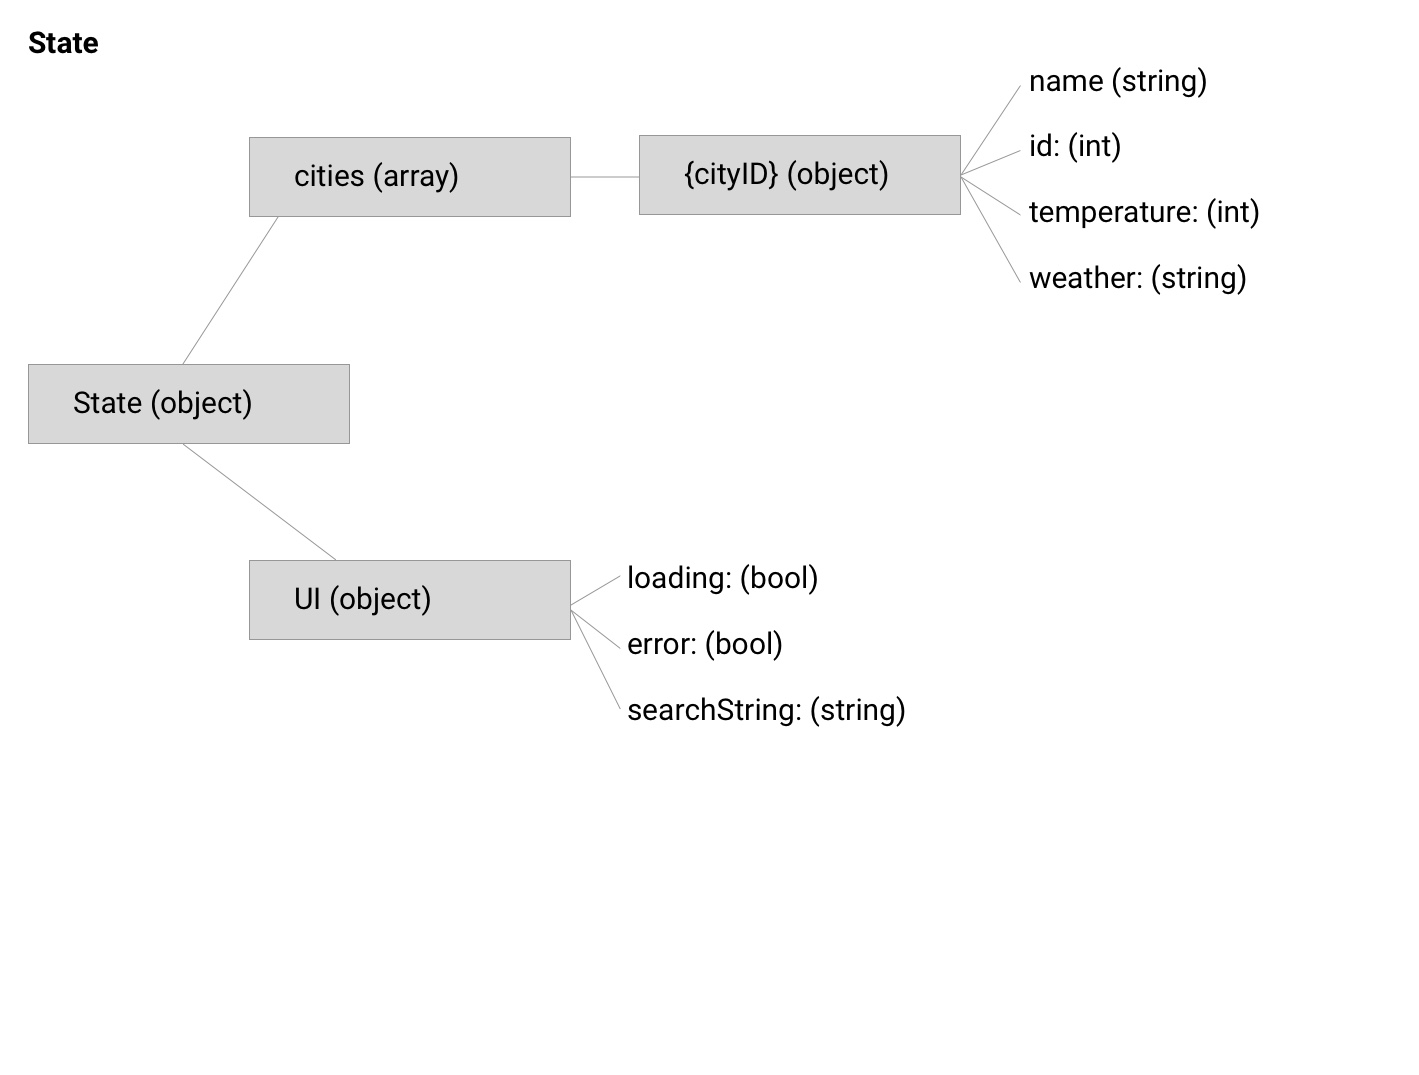 State
name (string)
id: (int)
temperature: (int)
weather: (string)
cities (array)
{cityID} (object)
State (object)
UI (object)
loading: (bool)
error: (bool)
searchString: (string)